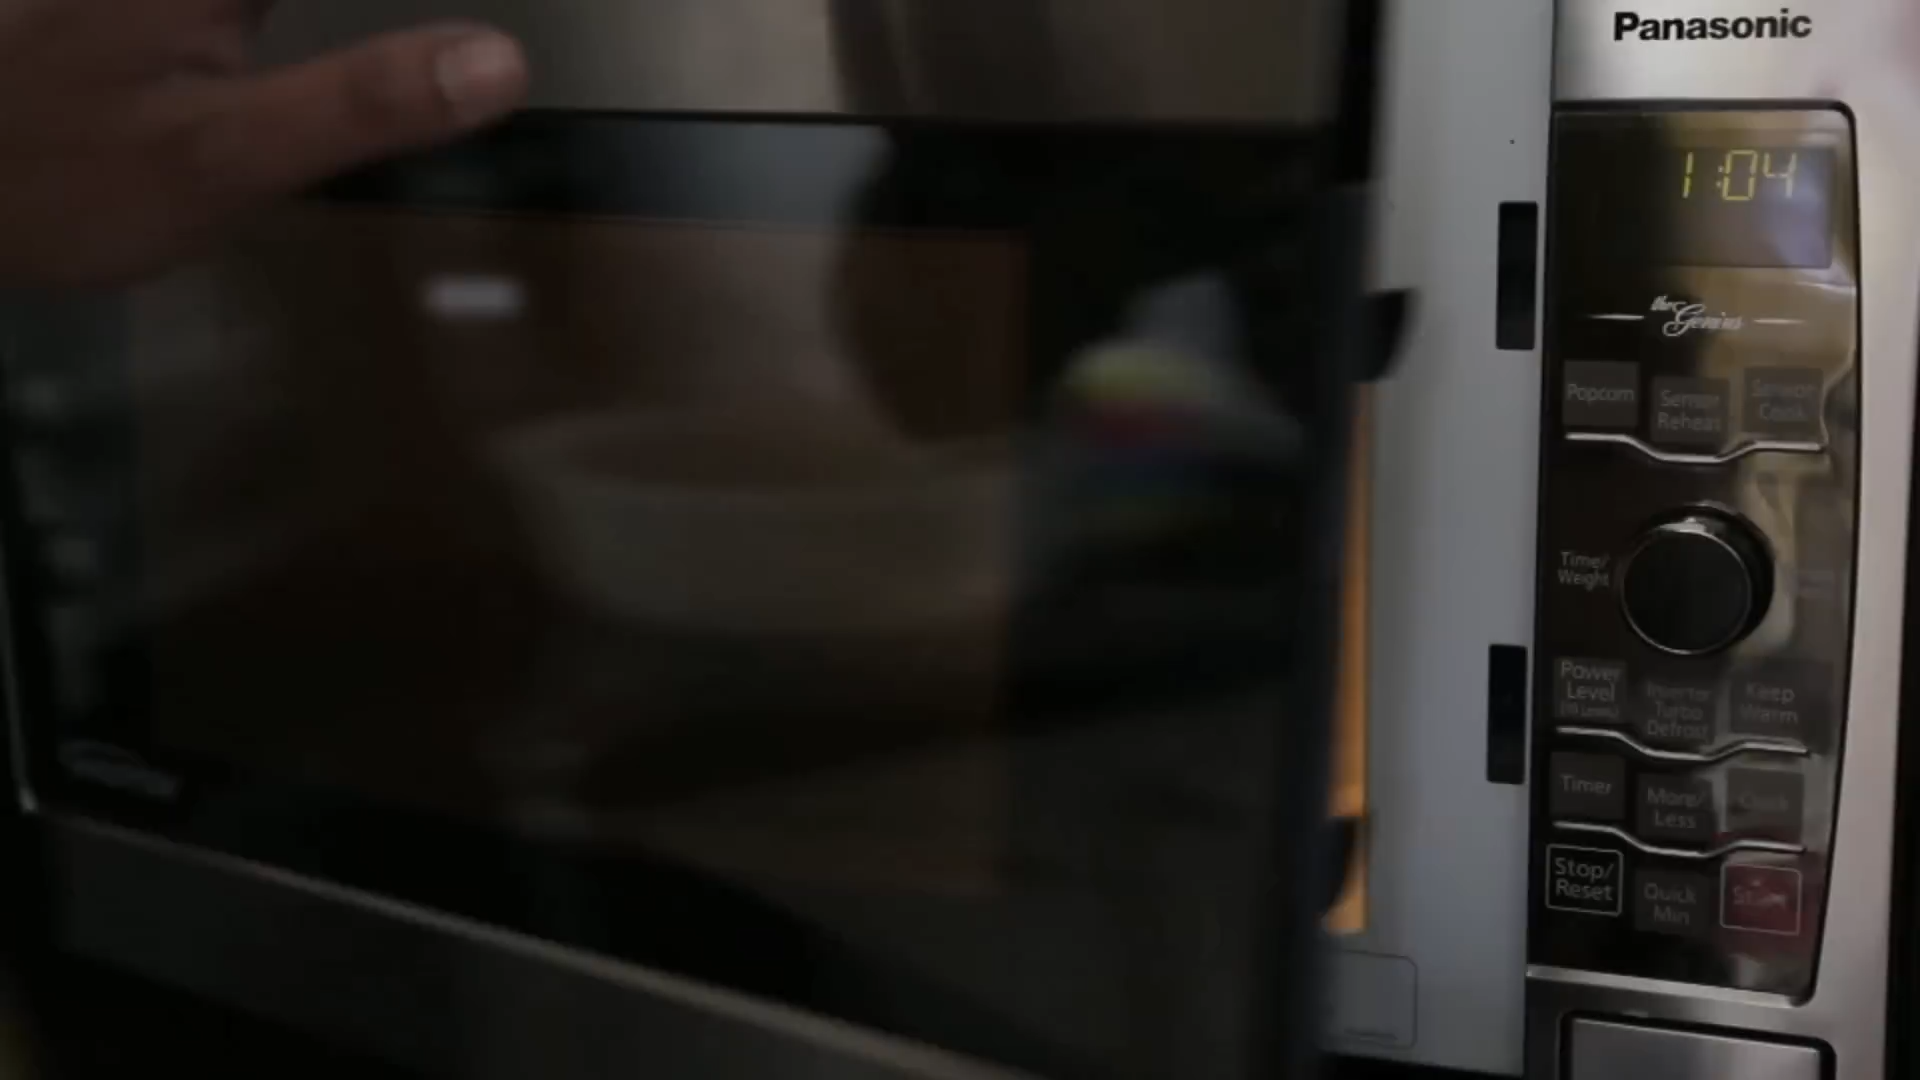 Panasonic
1:04
the
Genius
Popcorn
Sensor
Reheat
Sensor
Cook
Time/
Weight
Power
Level
Inverter
Turbo
Defrost
Keep
Warm
Timer
More/
Less
Clock
Stop/
Reset
Quick
Min
Start